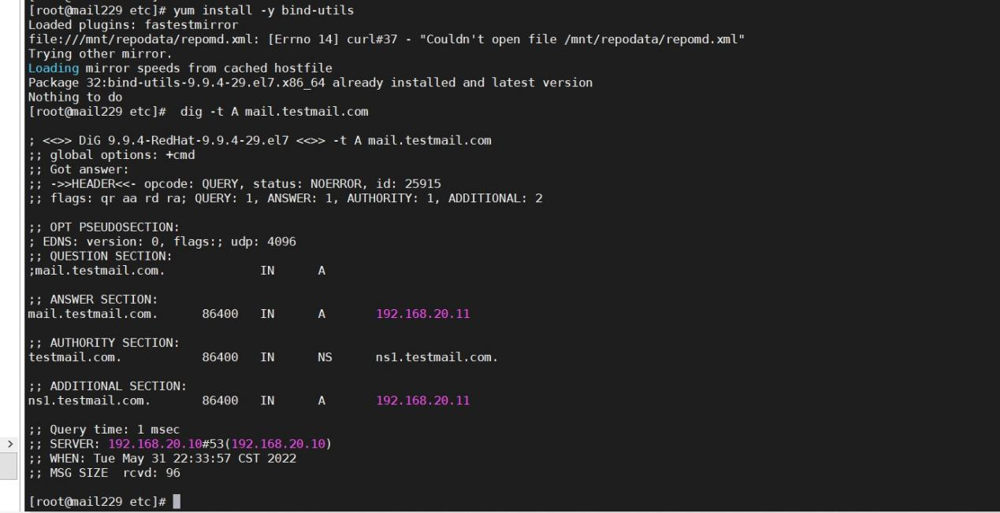 [root@mail229 etc]# yum install -y bind-utils
Loaded plugins: fastestmirror
file:///mnt/repodata/repomd.xml: [Errno 14] curl#37 - "Couldn't open file /mnt/repodata/repomd.xml"
Trying other mirror.
Loading mirror speeds from cached hostfile
Package 32:bind-utils-9.9.4-29.el7.x86_64 already installed and latest version
Nothing to do
[root@mail229 etc]#  dig -t A mail.testmail.com
; <<>> DiG 9.9.4-RedHat-9.9.4-29.el7 <<>> -t A mail.testmail.com
;; global options: +cmd
;; Got answer:
;; ->>HEADER<<- opcode: QUERY, status: NOERROR, id: 25915
;; flags: qr aa rd ra; QUERY: 1, ANSWER: 1, AUTHORITY: 1, ADDITIONAL: 2
;; OPT PSEUDOSECTION:
; EDNS: version: 0, flags:; udp: 4096
;; QUESTION SECTION:
;mail.testmail.com. IN A
;; ANSWER SECTION:
mail.testmail.com. 86400 IN A 192.168.20.11
;; AUTHORITY SECTION:
testmail.com. 86400 IN NS ns1.testmail.com.
;; ADDITIONAL SECTION:
ns1.testmail.com. 86400 IN A 192.168.20.11
;; Query time: 1 msec
;; SERVER: 192.168.20.10#53(192.168.20.10)
;; WHEN: Tue May 31 22:33:57 CST 2022
;; MSG SIZE  rcvd: 96
[root@mail229 etc]#